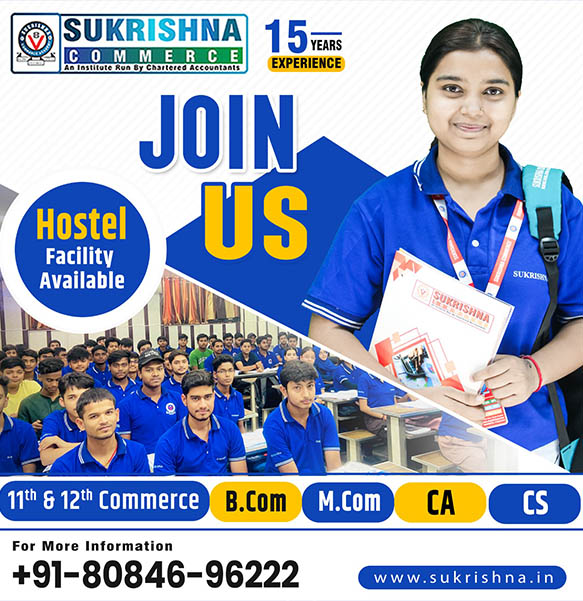 SUKRISHNA
COMMERCE
An Institute Run By Chartered Accountants
15 YEARS
EXPERIENCE
JOIN
US
Hostel
Facility
Available
SUKRISHN
SUKRISHNA
11th & 12th Commerce
B.Com
M.Com
CA
CS
For More Information
+91-80846-96222
www.sukrishna.in